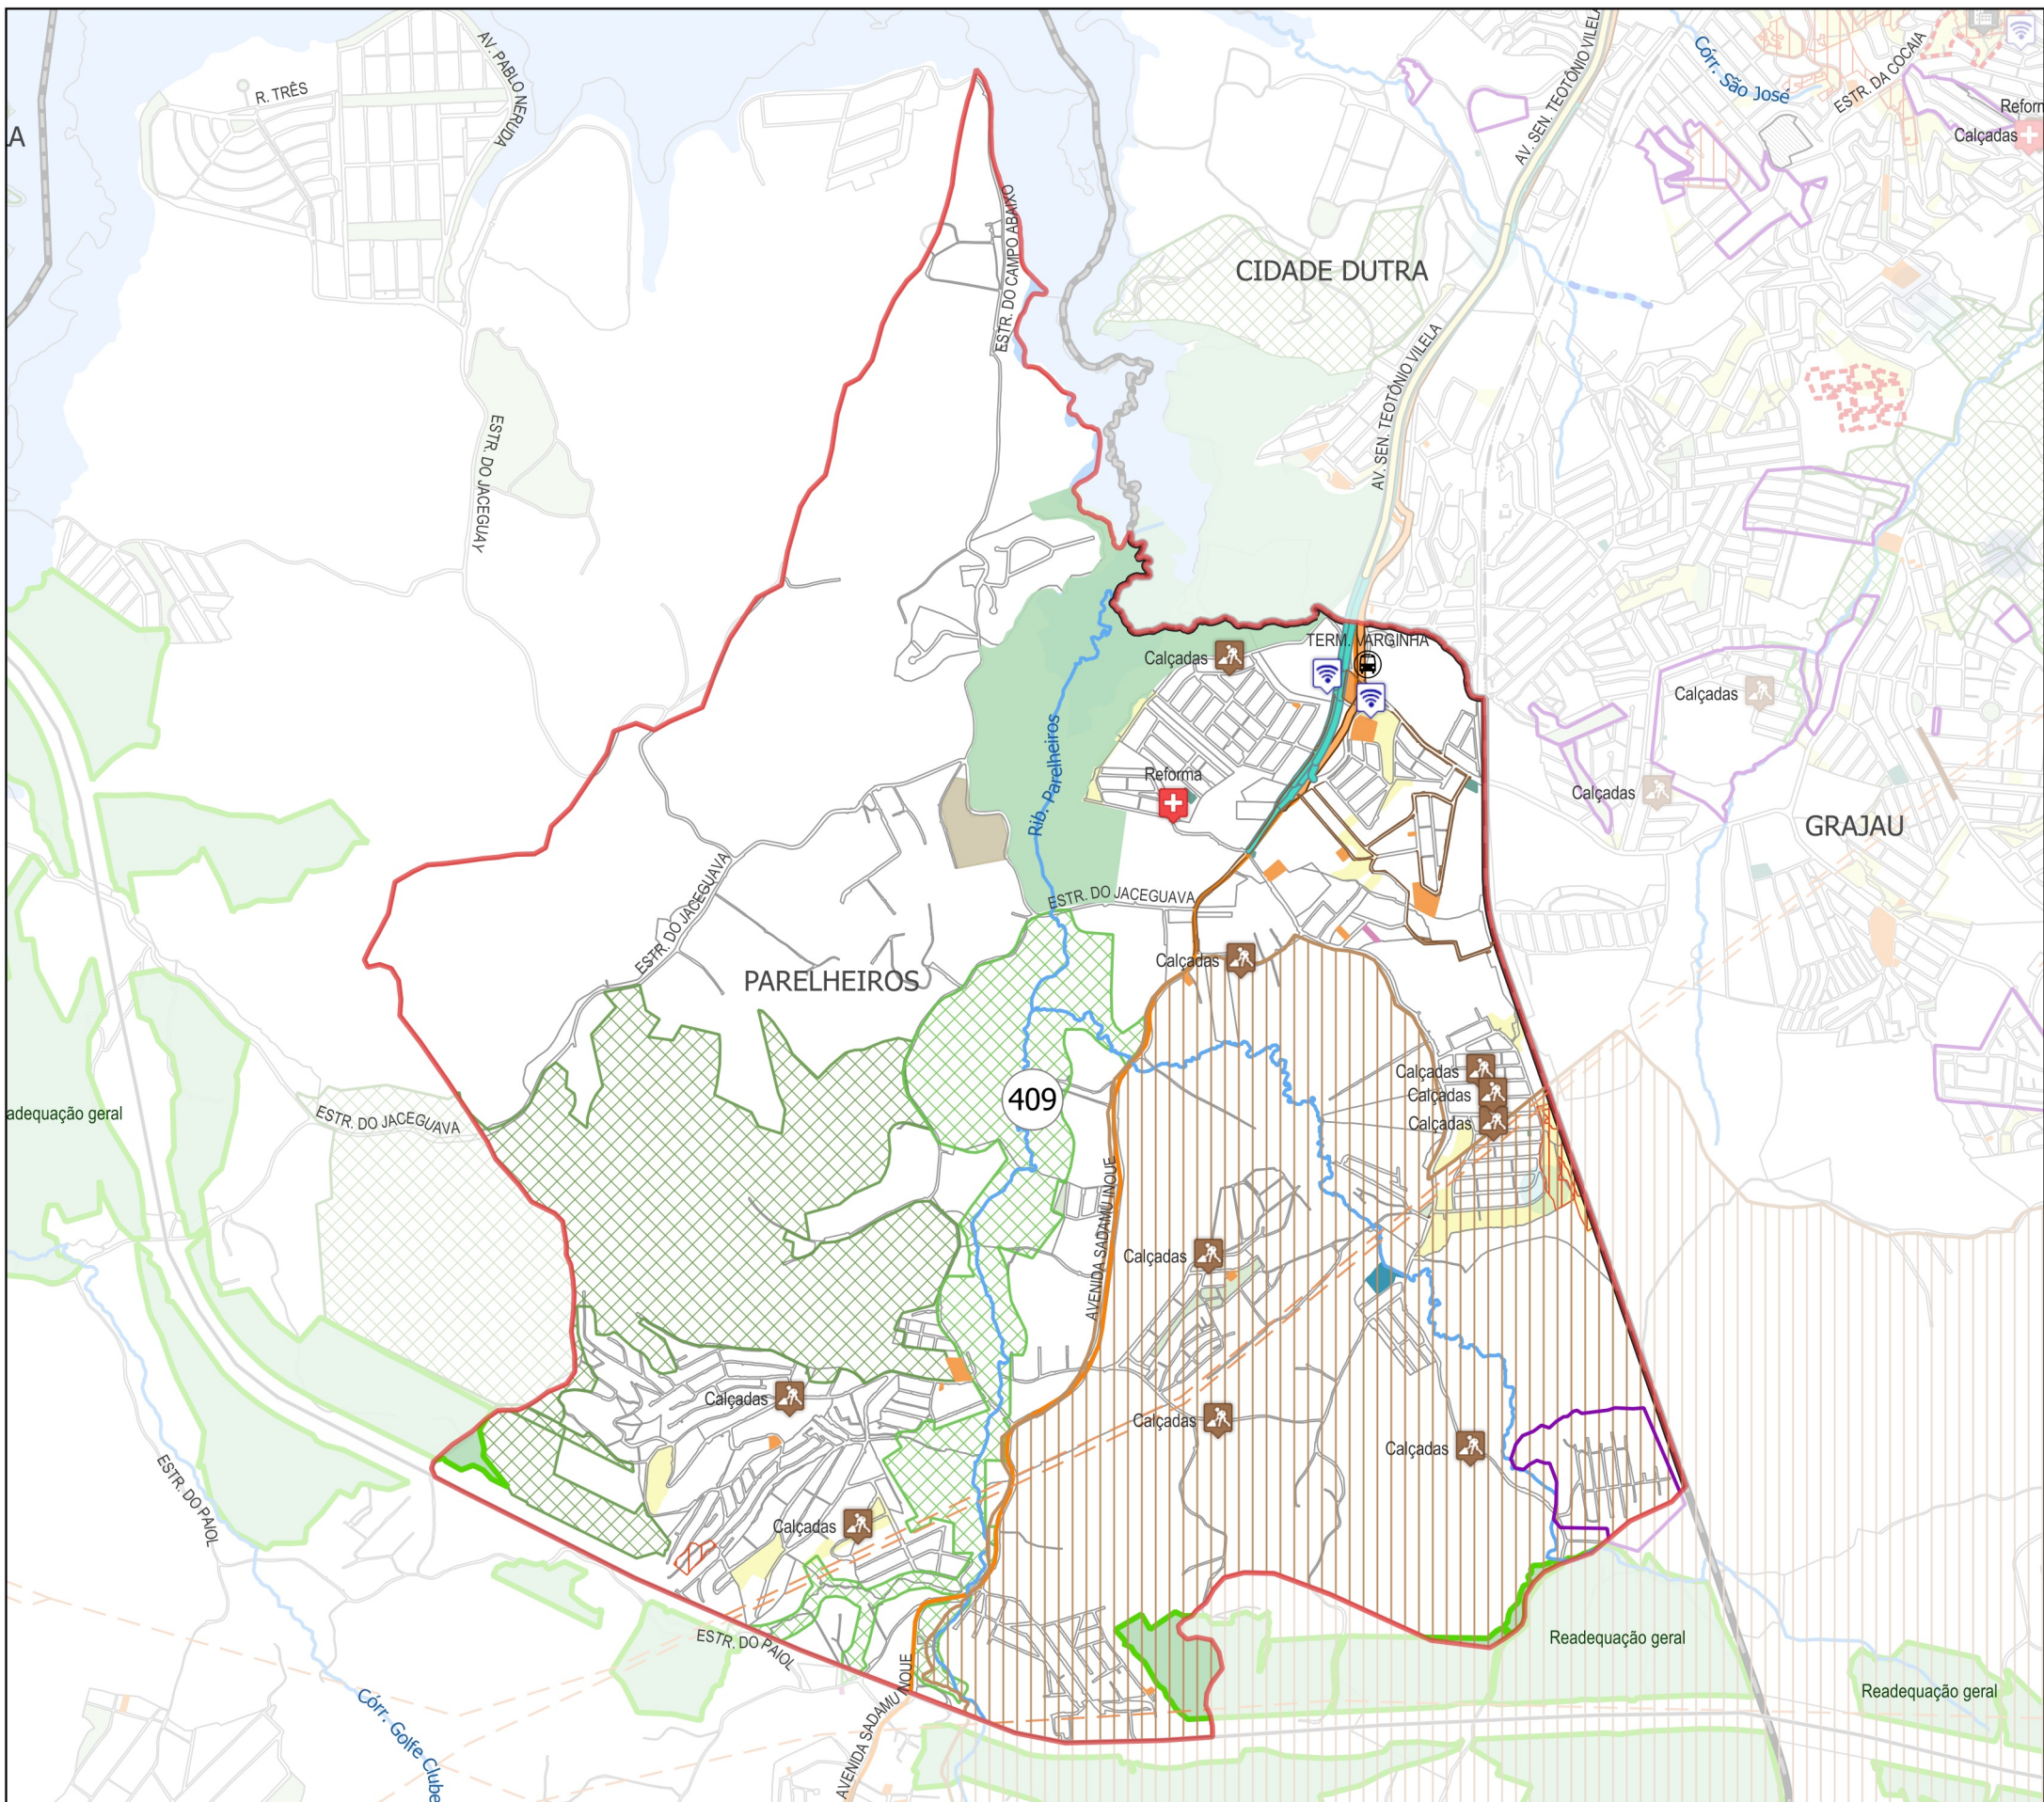 AV. PABLO NERUDA
R. TRÊS
A
AV. SEN. TEOTÔNIO VILELA
Córr. São José
ESTR. DA COCAIA
Reform
Calçadas
ESTR. DO CAMPO ABAIXO
CIDADE DUTRA
AV. SEN. TEOTÔNIO VILELA
ESTR. DO JACEGUAY
TERM. VARGINHA
Calçadas
Calçadas
Rib. Parelheiros
Reforma
Calçadas
GRAJAU
ESTR. DO JACEGUAVA
ESTR. DO JACEGUAVA
Calçadas
PARELHEIROS
409
Calçadas
Calçadas
Calçadas
adequação geral
ESTR. DO JACEGUAVA
AVENIDA SADAMU INOUE
Calçadas
Calçadas
Calçadas
Calçadas
ESTR. DO PAIOL
Calçadas
ESTR. DO PAIOL
Readequação geral
Readequação geral
Córr. Golfe Clube
AVENIDA SADAMU INOUE